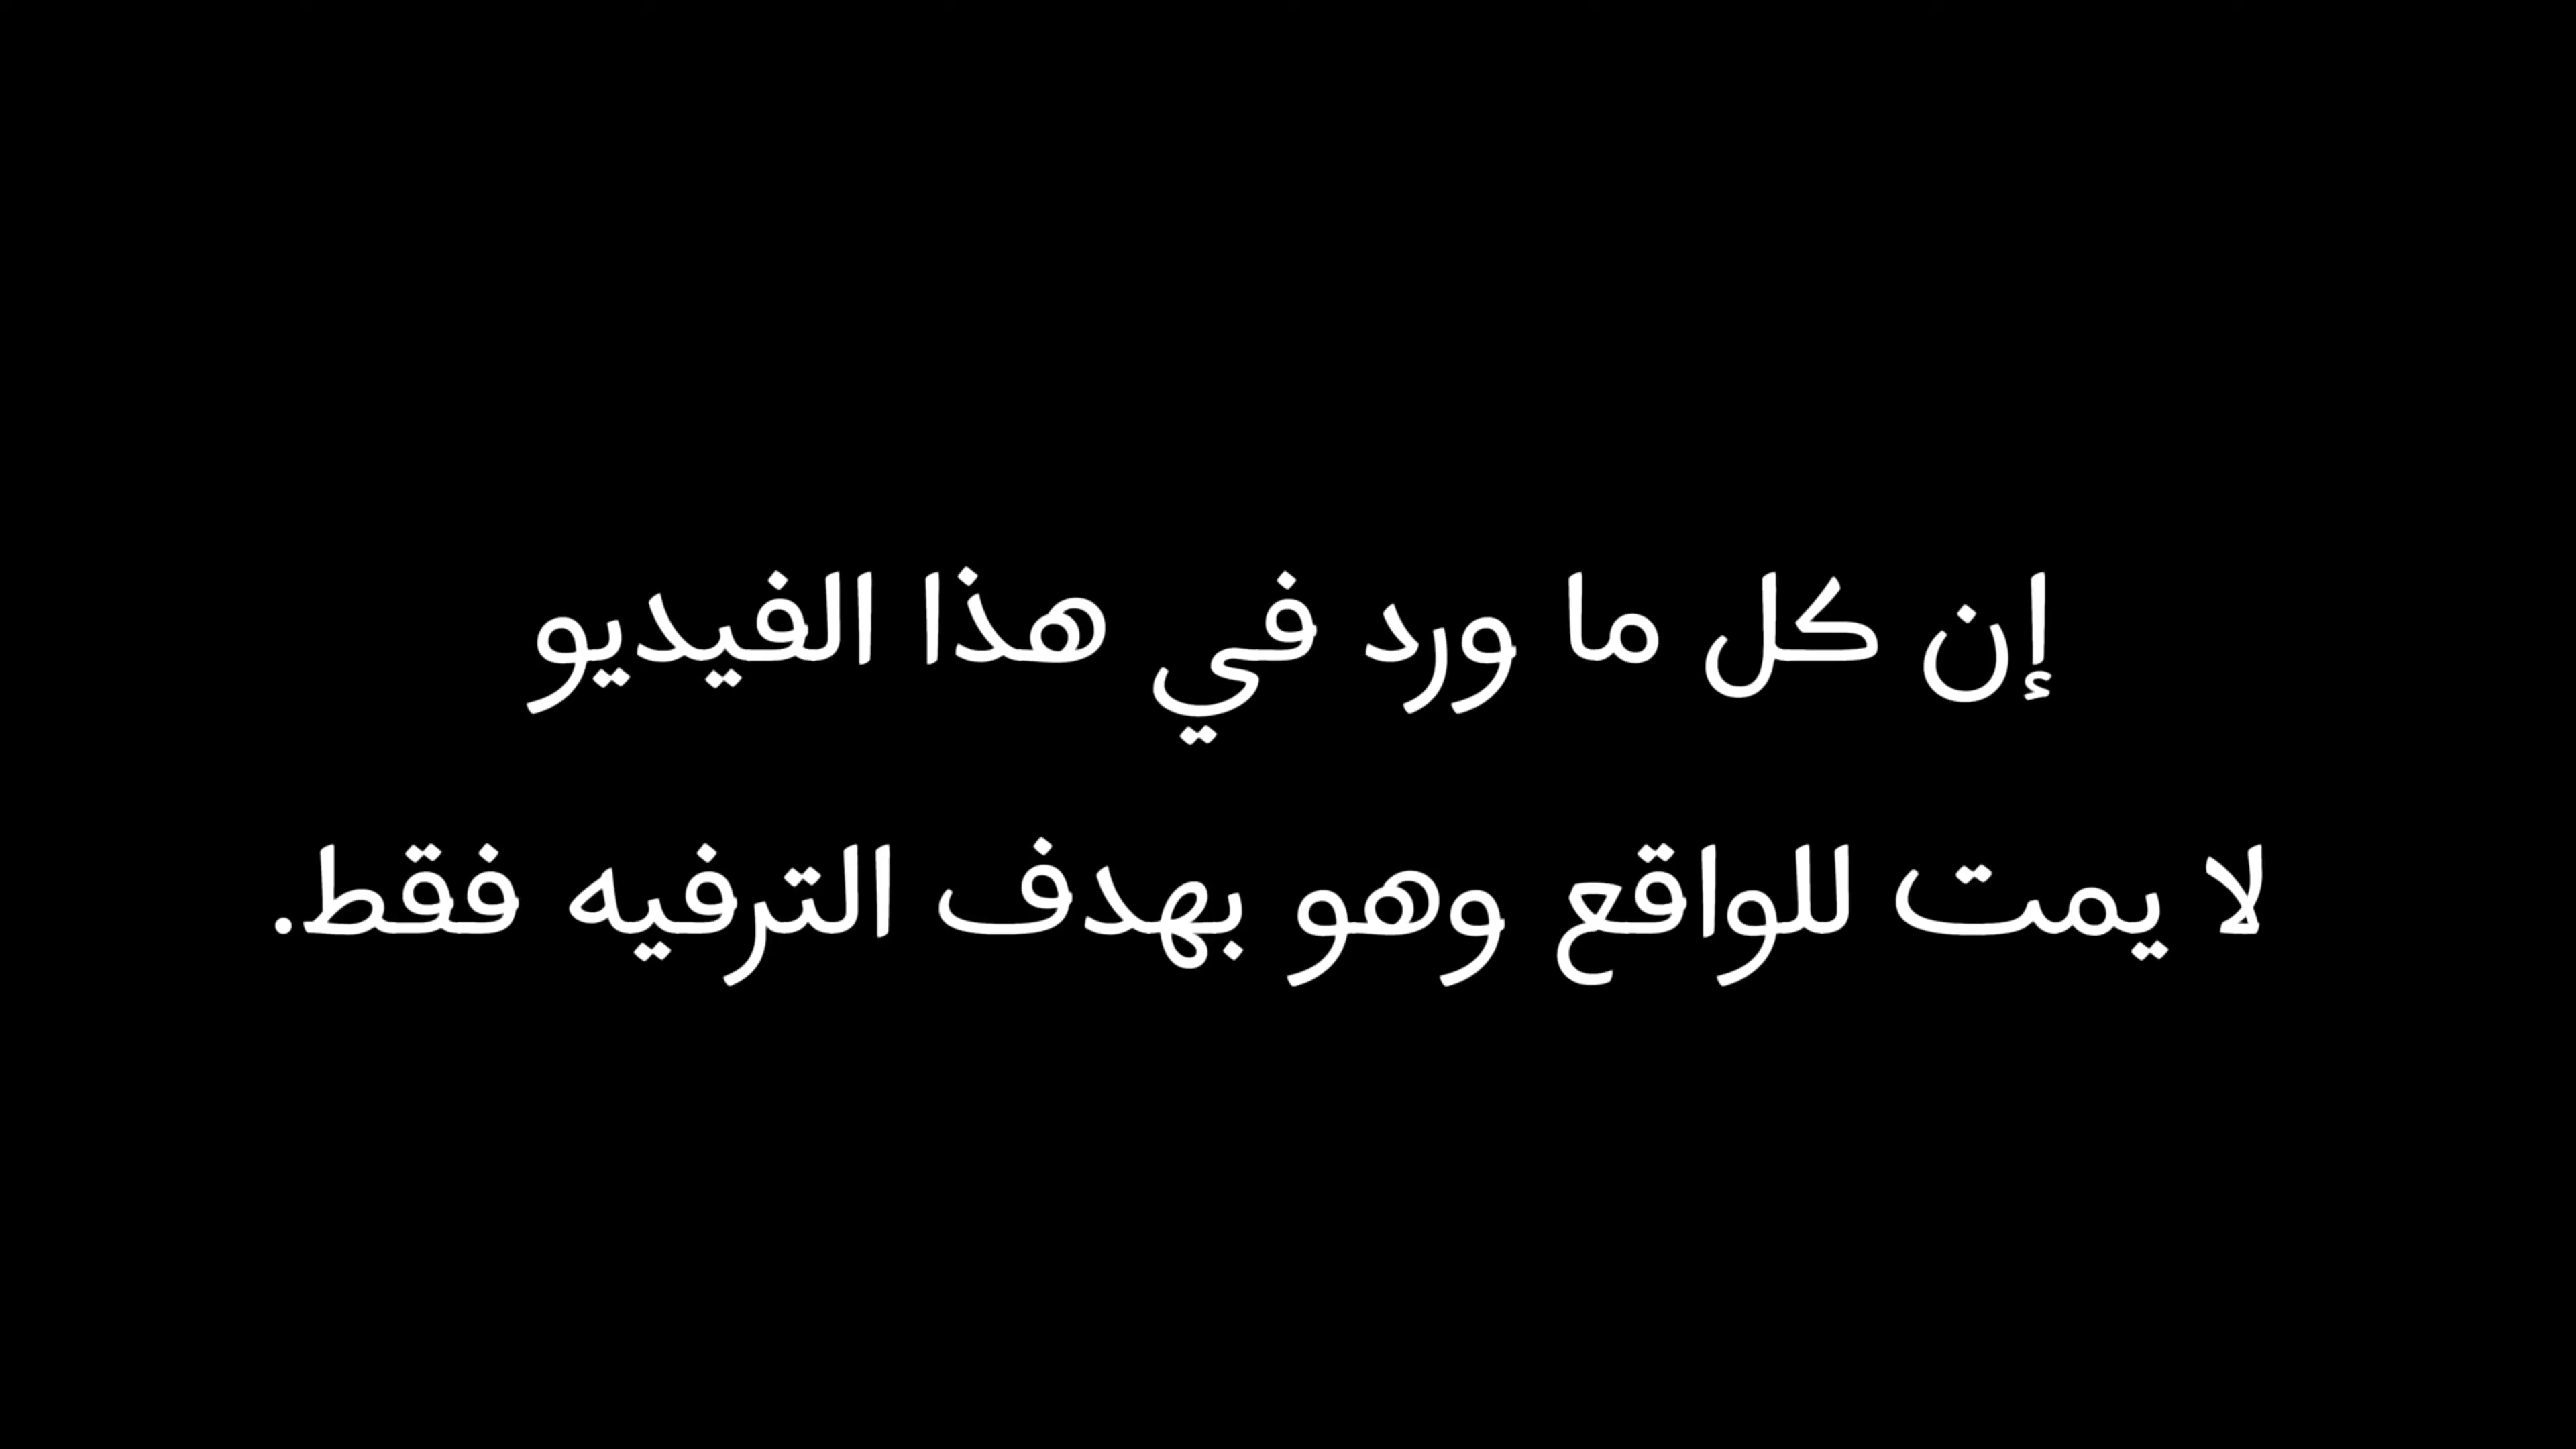 إن كل ما ورد في هذا الفيديو
لا يمت للواقع وهو بهدف الترفيه فقط.